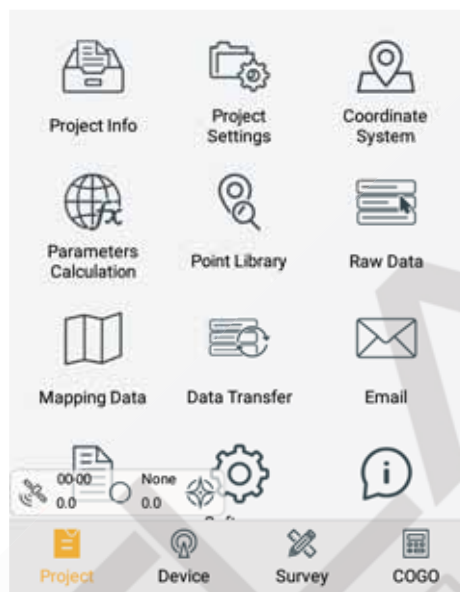 Project Info
Project
Settings
Coordinate
System
Parameters
Calculation
Point Library
Raw Data
Mapping Data
Data Transfer
Email
00:00
None
0.0
0.0
Project
Device
Survey
COGO